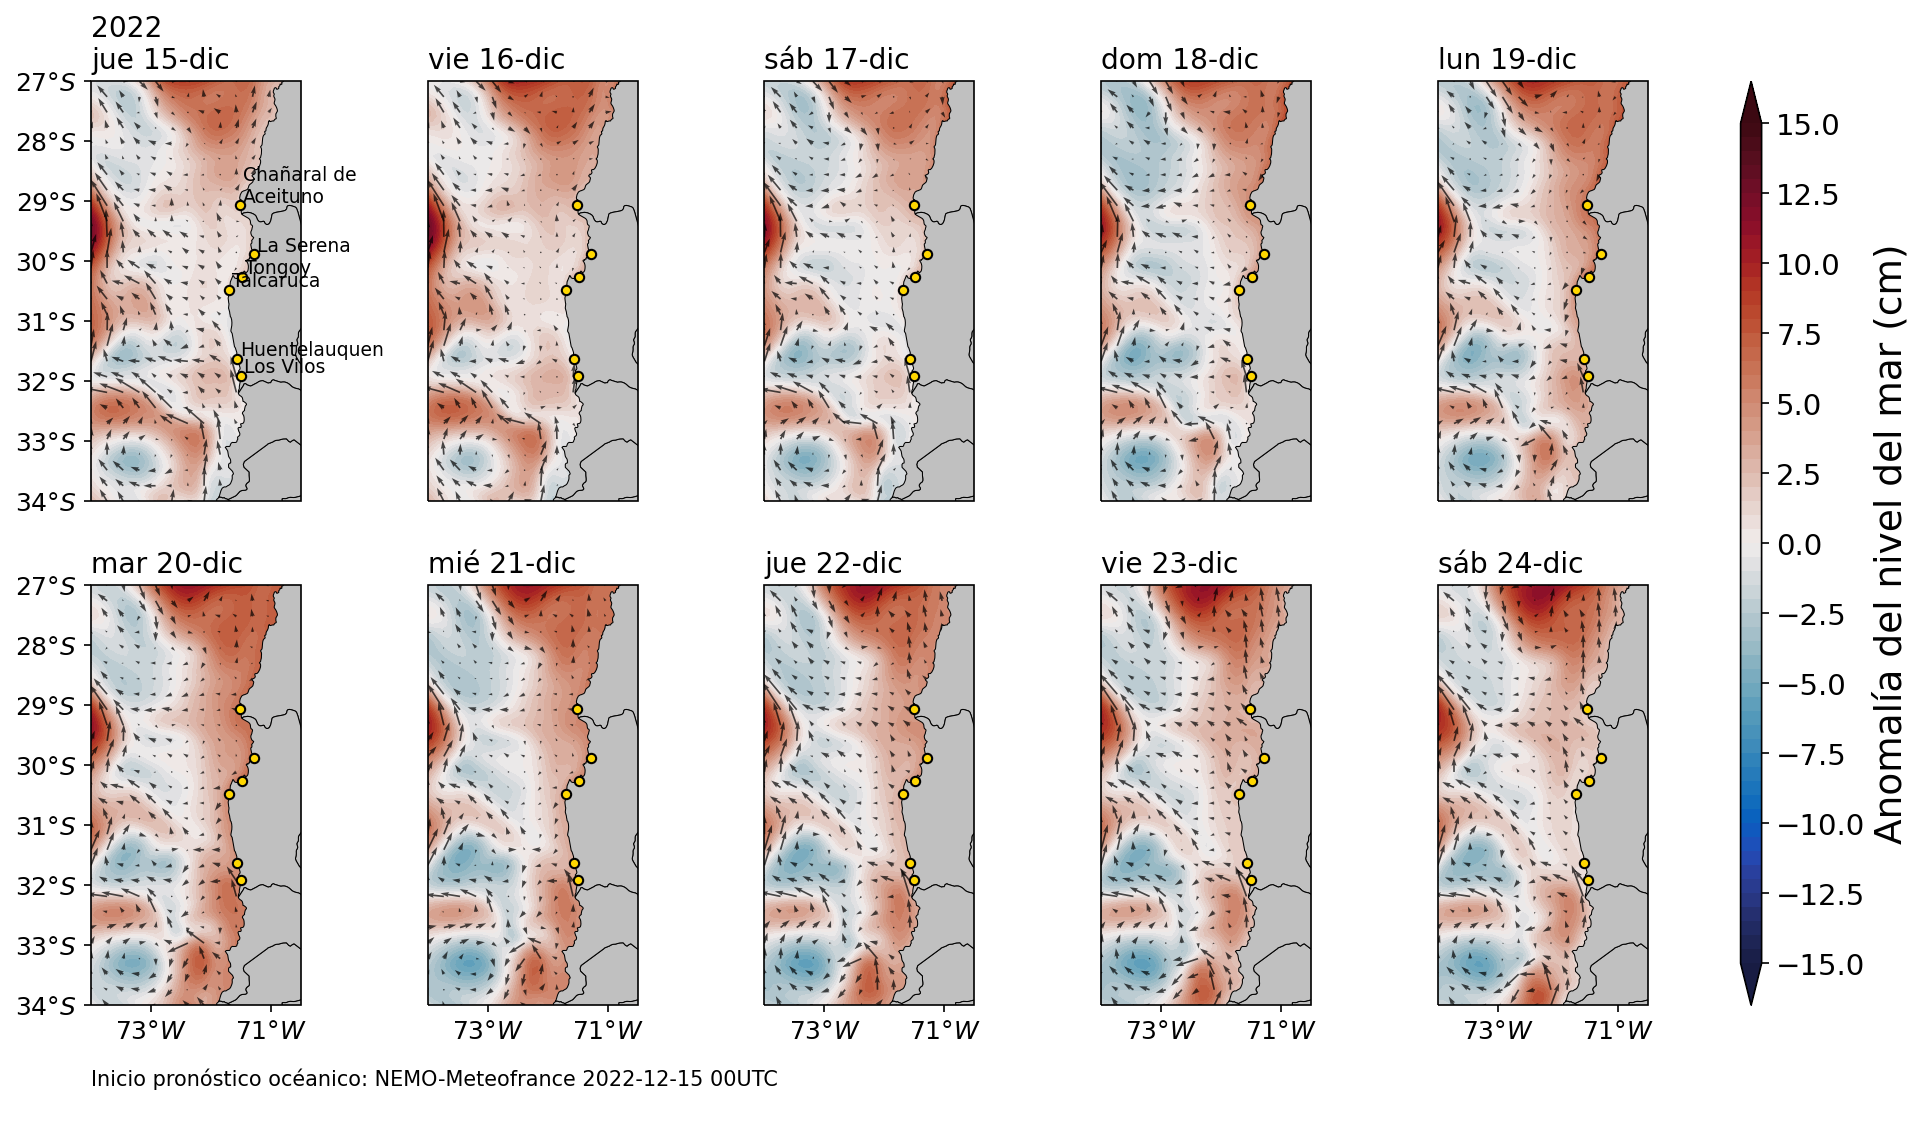 2022
jue 15-dic
vie 16-dic
sáb 17-dic
dom 18-dic
lun 19-dic
27°S
28°S
29°S
30°S
31°S
32°S
33°S
34°S
Chañaral de
Aceituno
La Serena
Tongoy
Talcaruca
Huentelauquen
Los Vilos
mar 20-dic
mié 21-dic
jue 22-dic
vie 23-dic
sáb 24-dic
27°S
28°S
29°S
30°S
31°S
32°S
33°S
34°S
73°W 71°W
73°W 71°W
73°W 71°W
73°W 71°W
73°W 71°W
15.0
12.5
10.0
7.5
5.0
2.5
0.0
−2.5
−5.0
−7.5
−10.0
−12.5
−15.0
Anomalía del nivel del mar (cm)
Inicio pronóstico océanico: NEMO-Meteofrance 2022-12-15 00UTC